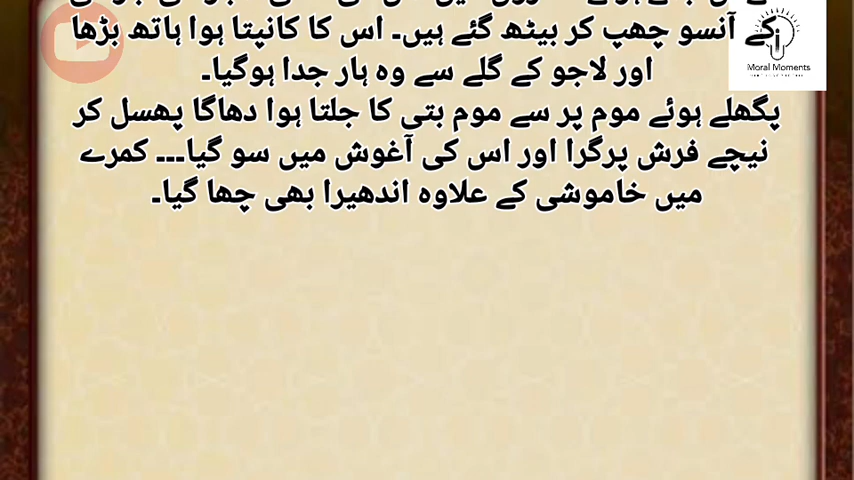 کے آنسو چھپ کر بیٹھ گئے ہیں۔ اس کا کانپتا ہوا ہاتھ بڑھا
اور لاجو کے گلے سے وہ ہار جدا ہوگیا۔
پگھلے ہوئے موم پر سے موم بتی کا جلتا ہوا دھاگا پھسل کر
نیچے فرش پرگرا اور اس کی آغوش میں سو گیا۔۔۔ کمرے
میں خاموشی کے علاوہ اندھیرا بھی چھا گیا۔
Moral Moments